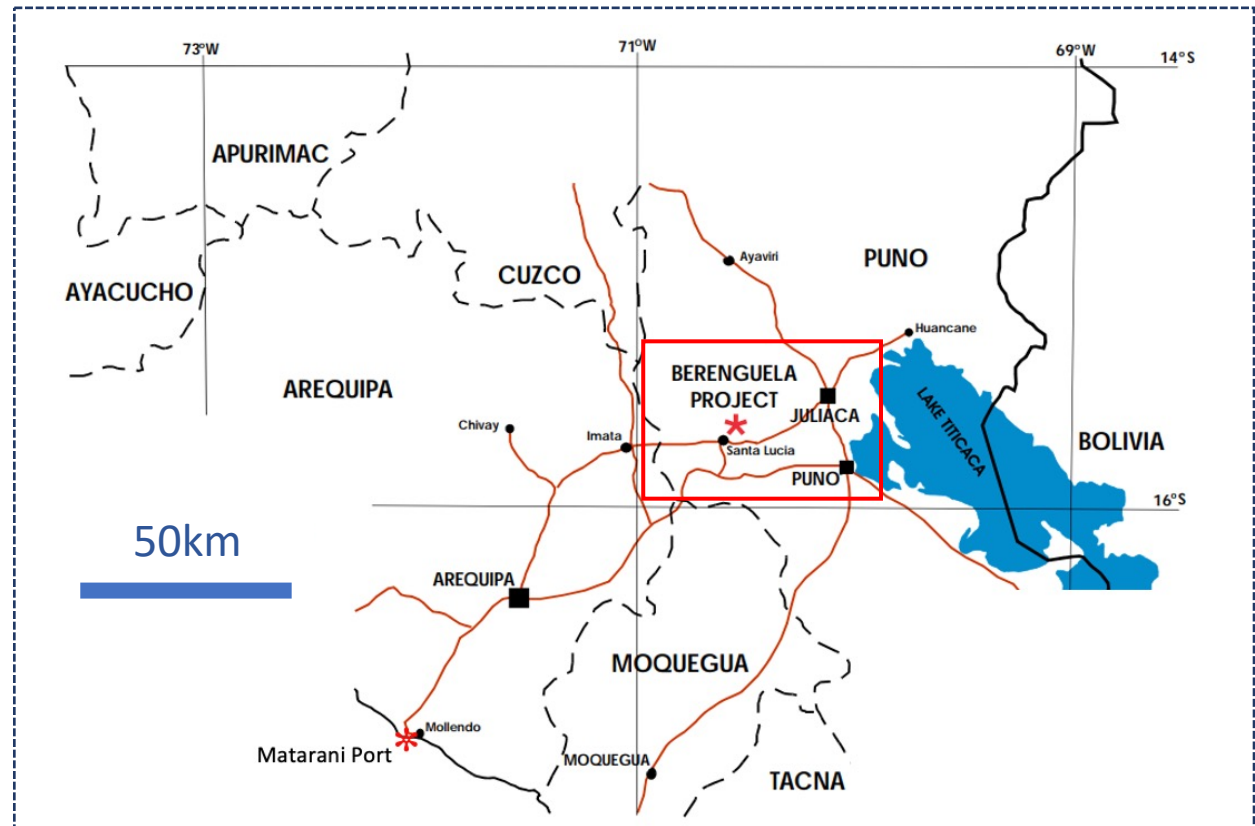 73°W
71°W
69°W
14°S
APURIMAC
AYACUCHO
CUZCO
Ayaviri
PUNO
Huancane
AREQUIPA
BERENGUELA
PROJECT
JULIACA
LAKE TITICACA
BOLIVIA
Chivay
Imata
Santa Lucia
PUNO
16°S
50km
AREQUIPA
MOQUEGUA
Mollendo
Matarani Port
MOQUEGUA
TACNA